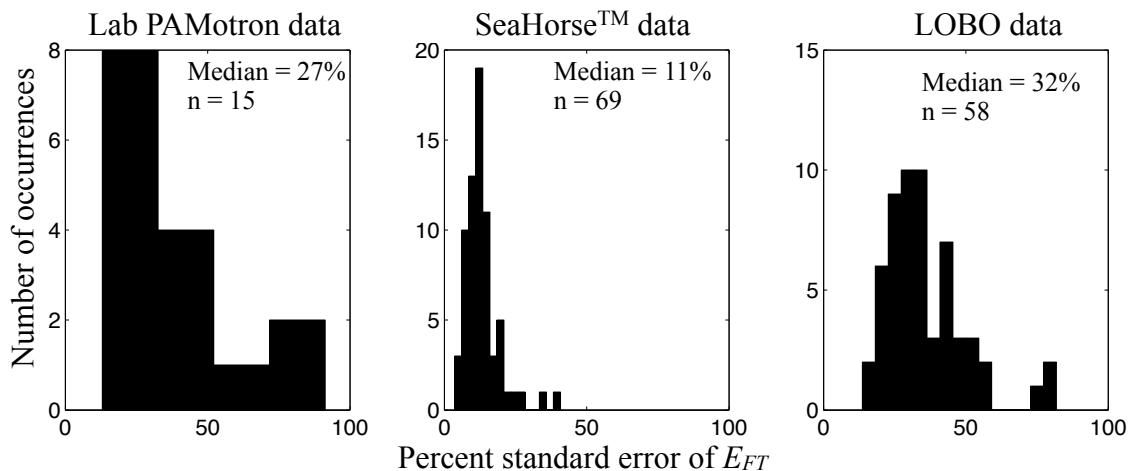 Lab PAMotron data
SeaHorse™ data
LOBO data
Number of occurrences
8
6
4
2
0
Median = 27%
n = 15
0
50
100
20
15
10
5
0
Median = 11%
n = 69
0
50
100
15
10
5
0
Median = 32%
n = 58
0
50
100
Percent standard error of E_FT